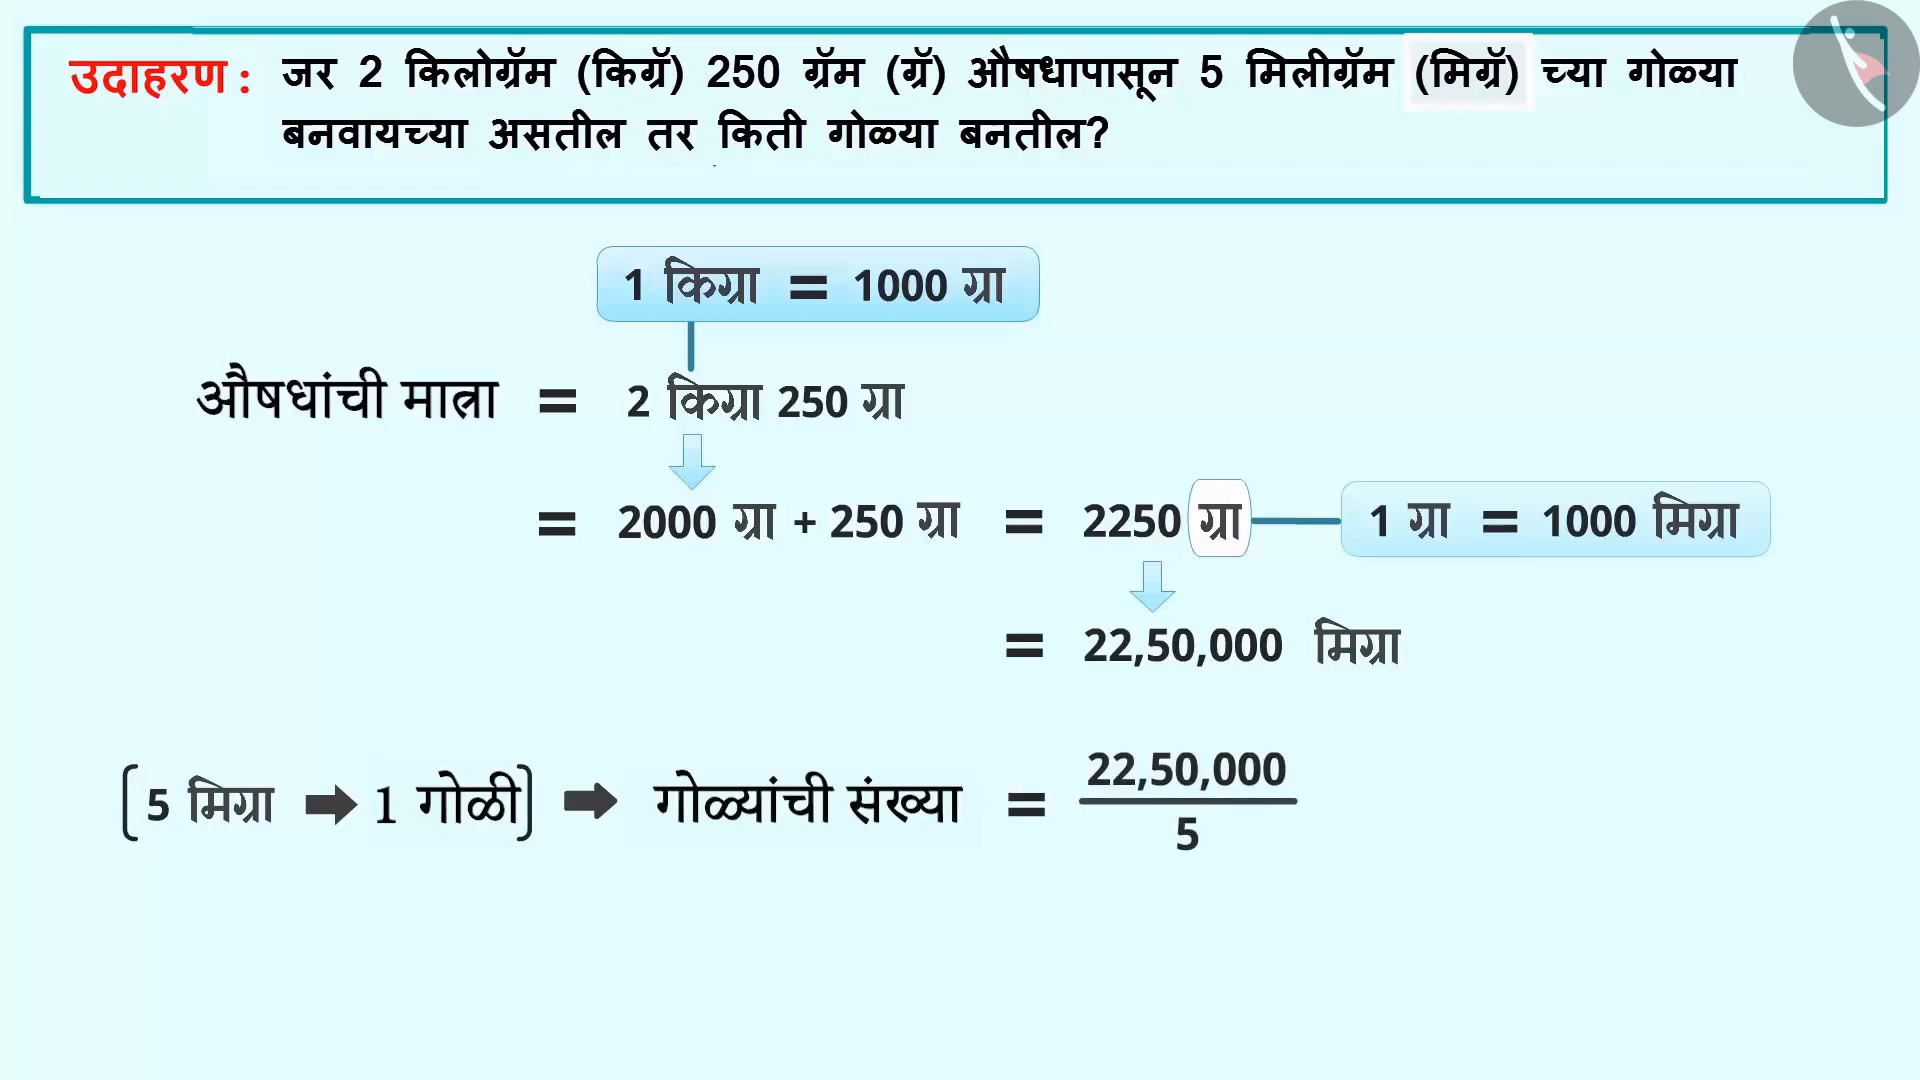 उदाहरण : जर 2 किलोग्रॅम (किग्रॅ) 250 ग्रॅम (ग्रॅ) औषधापासून 5 मिलीग्रॅम (मिग्रॅ) च्या गोळ्या
बनवायच्या असतील तर किती गोळ्या बनतील?
1 किग्रा = 1000 ग्रा
औषधांची मात्रा = 2 किग्रा 250 ग्रा
= 2000 ग्रा + 250 ग्रा = 2250 ग्रा 1 ग्रा = 1000 मिग्रा
= 22,50,000 मिग्रा
[5 मिग्रा ➡ 1 गोळी] ➡ गोळ्यांची संख्या = 22,50,000
5